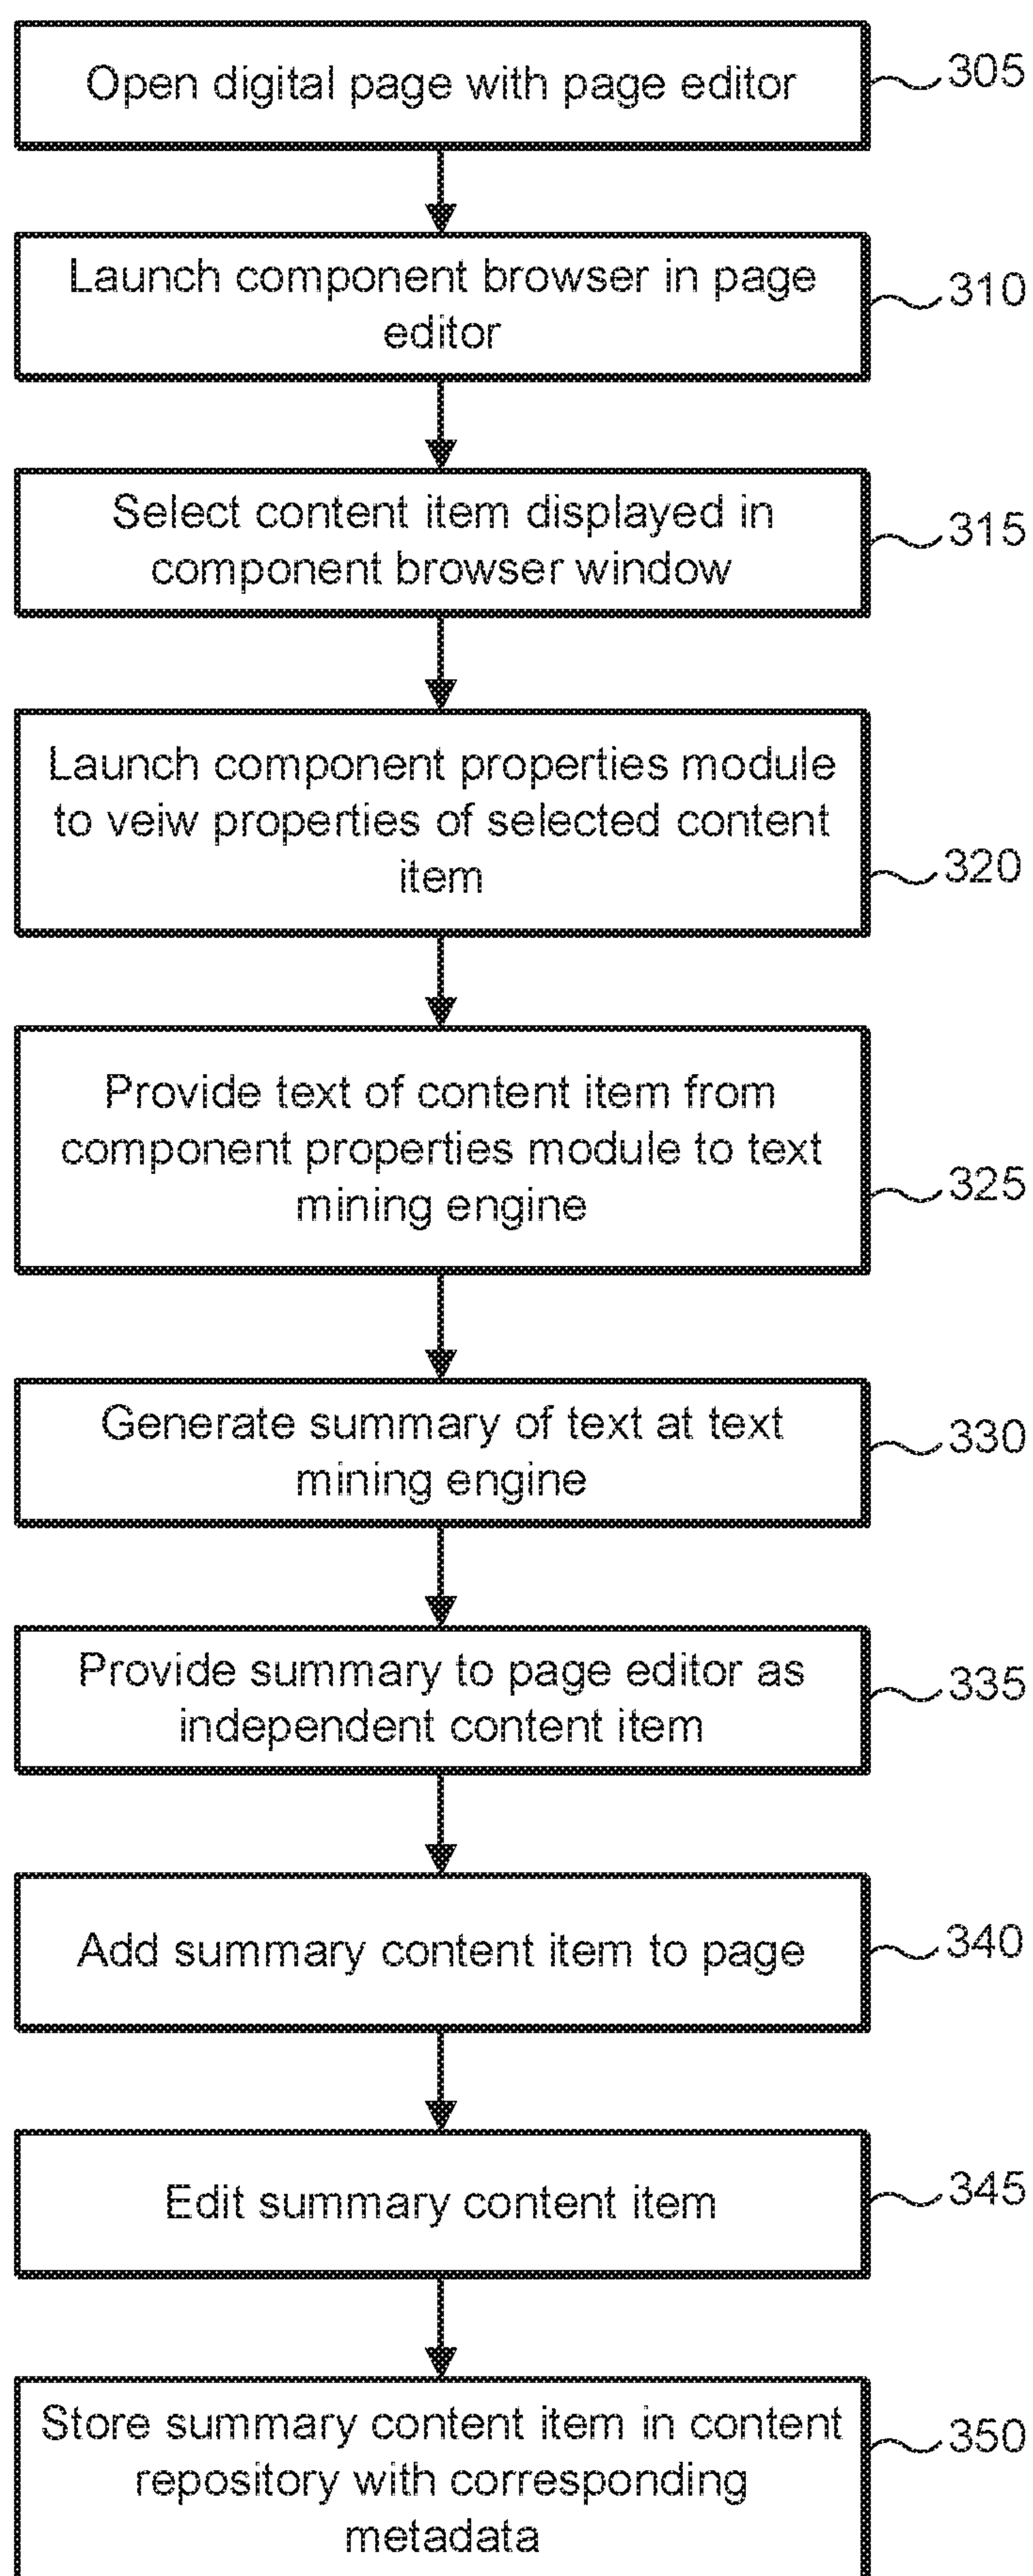 Open digital page with page editor
305
Launch component browser in page
editor
310
Select content item displayed in
component browser window
315
Launch component properties module
to veiw properties of selected content
item
320
Provide text of content item from
component properties module to text
mining engine
325
Generate summary of text at text
mining engine
330
Provide summary to page editor as
independent content item
335
Add summary content item to page
340
Edit summary content item
345
Store summary content item in content
repository with corresponding
metadata
350